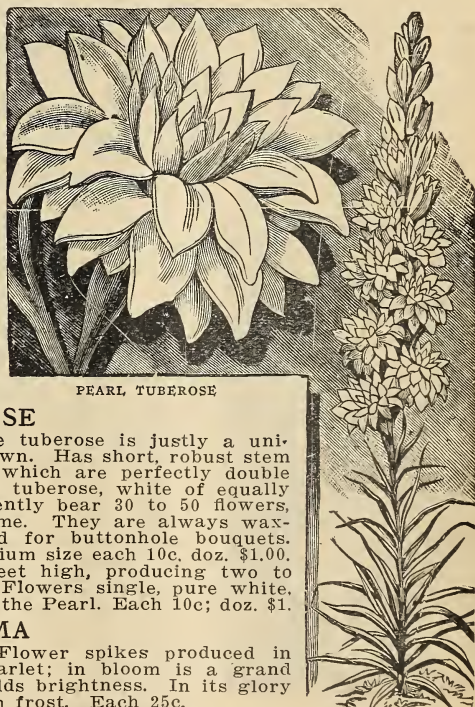 PEARL TUBEROSE
SE
e tuberose is justly a uni-
wn. Has short, robust stem
which are perfectly double
tuberose, white of equally
ently bear 30 to 50 flowers,
me. They are always wax-
d for buttonhole bouquets.
ium size each 10c. doz. $1.00.
eet high, producing two to
Flowers single, pure white.
the Pearl. Each 10c; doz. $1.
MA
Flower spikes produced in
arlet; in bloom is a grand
lds brightness. In its glory
n frost. Each 25c.